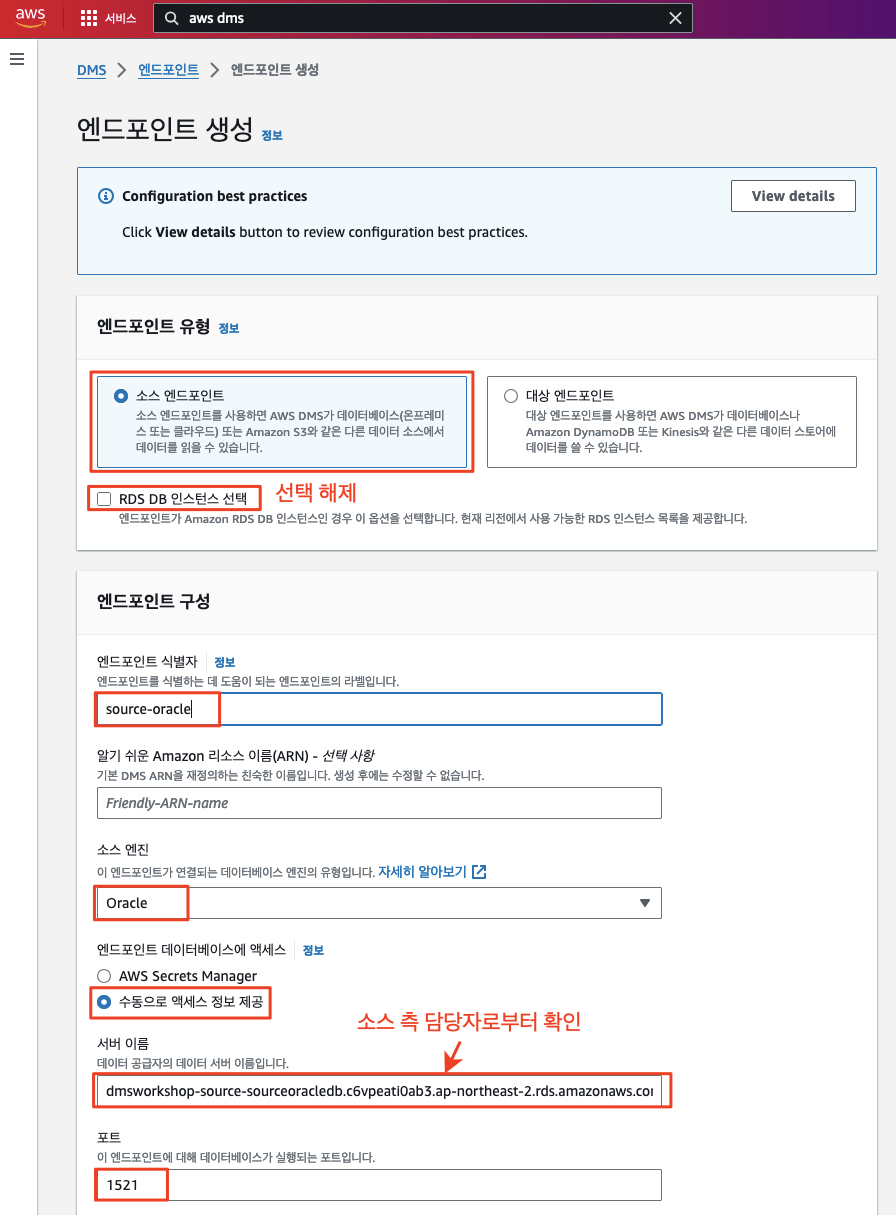 aws
서비스
aws dms
DMS > 엔드포인트 > 엔드포인트 생성
엔드포인트 생성 정보
Configuration best practices
View details
Click View details button to review configuration best practices.
엔드포인트 유형 정보
소스 엔드포인트
소스 엔드포인트를 사용하면 AWS DMS가 데이터베이스(온프레미
스 또는 클라우드) 또는 Amazon S3와 같은 다른 데이터 소스에서
데이터를 읽을 수 있습니다.
대상 엔드포인트
대상 엔드포인트를 사용하면 AWS DMS가 데이터베이스나
Amazon DynamoDB 또는 Kinesis와 같은 다른 데이터 스토어에
데이터를 쓸 수 있습니다.
RDS DB 인스턴스 선택
선택 해제
엔드포인트가 Amazon RDS DB 인스턴스인 경우 이 옵션을 선택합니다. 현재 리전에서 사용 가능한 RDS 인스턴스 목록을 제공합니다.
엔드포인트 구성
엔드포인트 식별자 정보
엔드포인트를 식별하는 데 도움이 되는 엔드포인트의 라벨입니다.
source-oracle
알기 쉬운 Amazon 리소스 이름(ARN) - 선택 사항
기본 DMS ARN을 재정의하는 친숙한 이름입니다. 생성 후에는 수정할 수 없습니다.
Friendly-ARN-name
소스 엔진
이 엔드포인트가 연결되는 데이터베이스 엔진의 유형입니다. 자세히 알아보기
Oracle
엔드포인트 데이터베이스에 액세스 정보
AWS Secrets Manager
수동으로 액세스 정보 제공
소스 측 담당자로부터 확인
서버 이름
데이터 공급자의 데이터 서버 이름입니다.
dmsworkshop-source-sourceoracledb.c6vpeati0ab3.ap-northeast-2.rds.amazonaws.co
포트
이 엔드포인트에 대해 데이터베이스가 실행되는 포트입니다.
1521